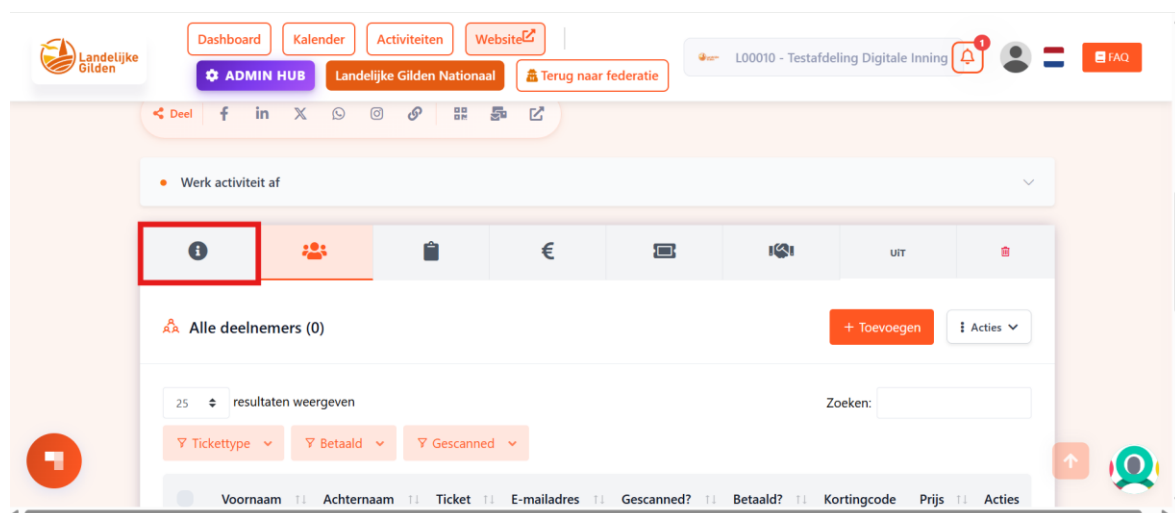 Landelijke
Gilden
Dashboard
Kalender
Activiteiten
Website
ADMIN HUB
Landelijke Gilden Nationaal
Terug naar federatie
L00010 - Testafdeling Digitale Inning
1
FAQ
Deel
Werk activiteit af
UiT
Alle deelnemers (0)
+ Toevoegen
Acties
25 resultaten weergeven
Zoeken:
Tickettype
Betaald
Gescanned
Voornaam Achternaam Ticket E-mailadres Gescanned? Betaald? Kortingcode Prijs Acties